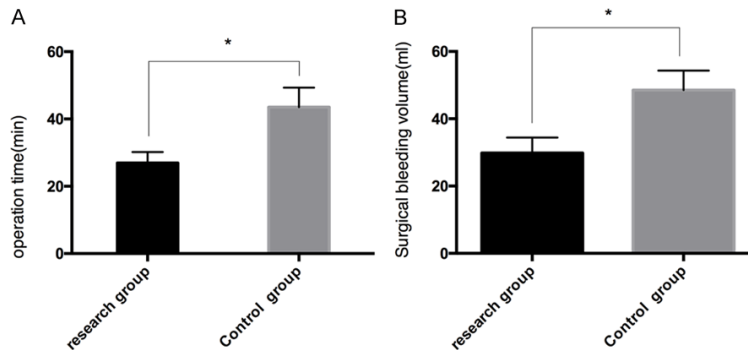 A
operation time(min)
60
40
20
0
*
research group
Control group
B
Surgical bleeding volume(ml)
60
40
20
0
*
research group
Control group